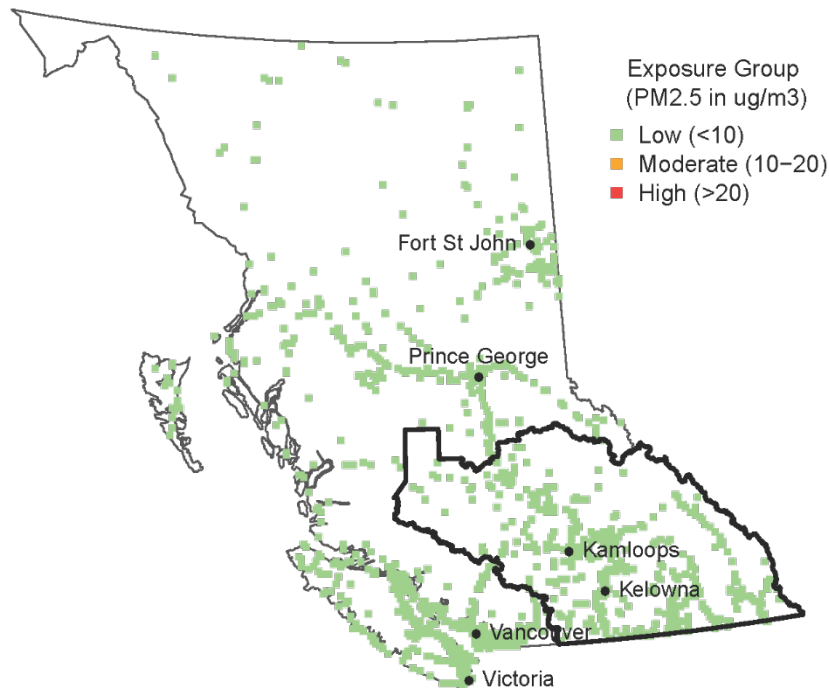 Exposure Group
(PM2.5 in ug/m3)
Low (<10)
Moderate (10−20)
High (>20)
Fort St John
Prince George
Kamloops
Kelowna
Vancouver
Victoria